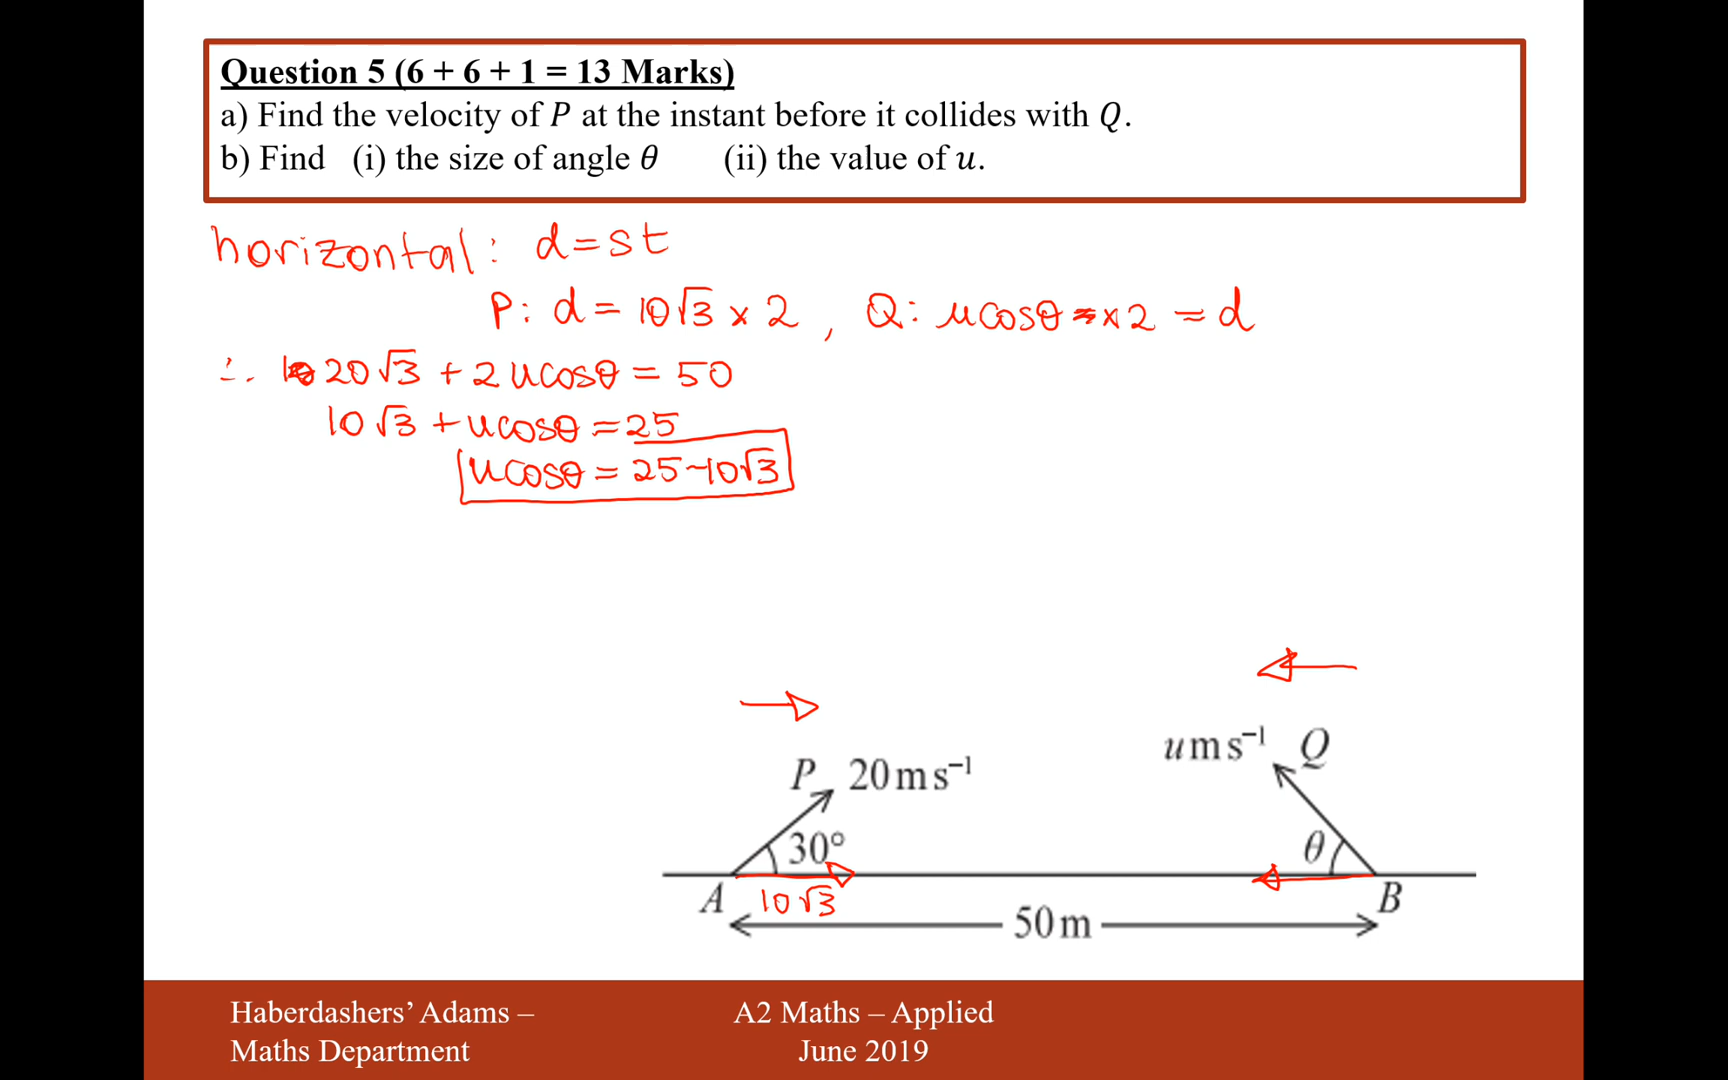 Question 5 (6 + 6 + 1 = 13 Marks)
a) Find the velocity of P at the instant before it collides with Q.
b) Find (i) the size of angle θ (ii) the value of u.
horizontal: d=st
P: d = 10√3 × 2 , Q: ucosθ × 2 = d
∴ 20√3 + 2ucosθ = 50
10√3 + ucosθ = 25
ucosθ = 25-10√3
P 20 m s⁻¹
u m s⁻¹ Q
30°
θ
A
10√3
B
50 m
Haberdashers’ Adams –
Maths Department
A2 Maths – Applied
June 2019